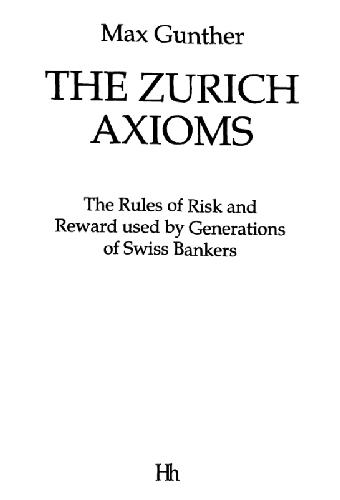 Max Gunther
THE ZURICH
AXIOMS
The Rules of Risk and
Reward used by Generations
of Swiss Bankers
Hh